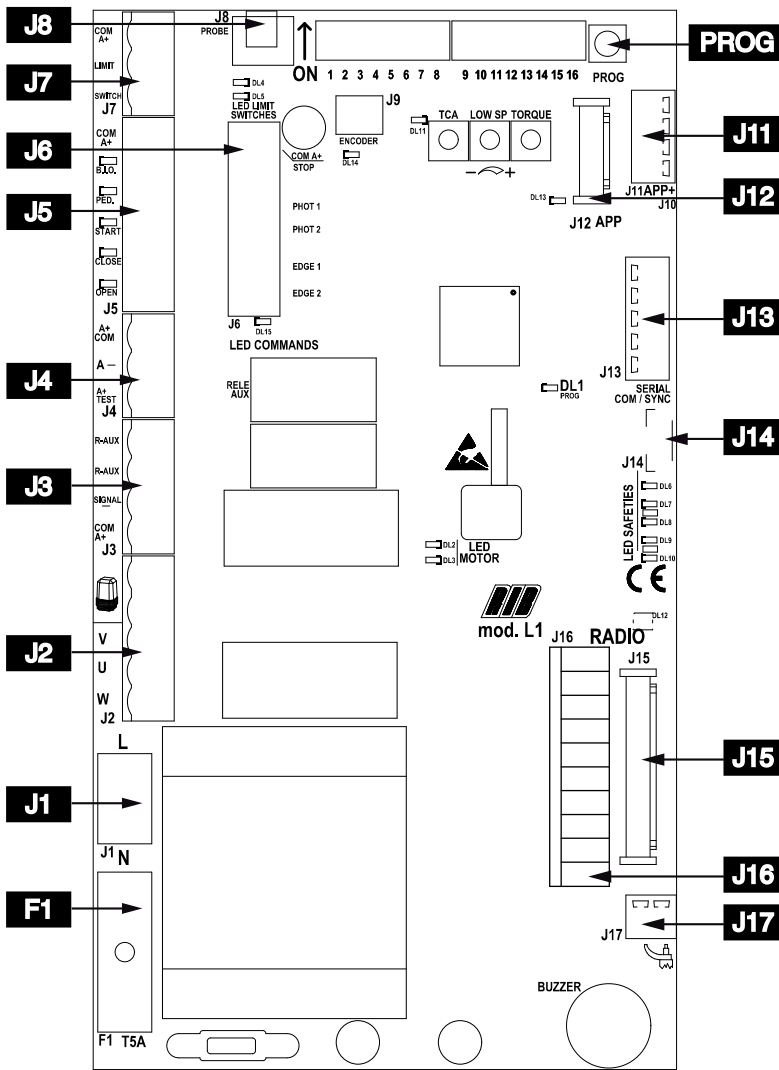 J8
J7
J6
J5
J4
J3
J2
J1
F1
COM
A+
LIMIT
SWITCH
J7
COM
A+
B.I.O.
PED.
START
CLOSE
OPEN
J5
A+
COM
A —
A+
TEST
J4
R-AUX
R-AUX
SIGNAL
—
COM
A+
J3
V
U
W
J2
L
J1 N
F1 T5A
J8
PROBE
ON
1 2 3 4 5 6 7 8 9 10 11 12 13 14 15 16
PROG
DL4
DL5
LED LIMIT
SWITCHES
J9
ENCODER
DL14
COM A+
STOP
PHOT 1
PHOT 2
EDGE 1
EDGE 2
J6
DL15
LED COMMANDS
RELE
AUX
DL11
TCA LOW SP TORQUE
− +
DL13
J12 APP
J11 APP+
J10
J13
SERIAL
COM / SYNC
DL1
PROG
J14
LED SAFETIES
DL6
DL7
DL8
DL9
DL10
CE
DL2
DL3
LED
MOTOR
mod. L1
DL12
J16 RADIO
J15
J17
BUZZER
PROG
J11
J12
J13
J14
J15
J16
J17